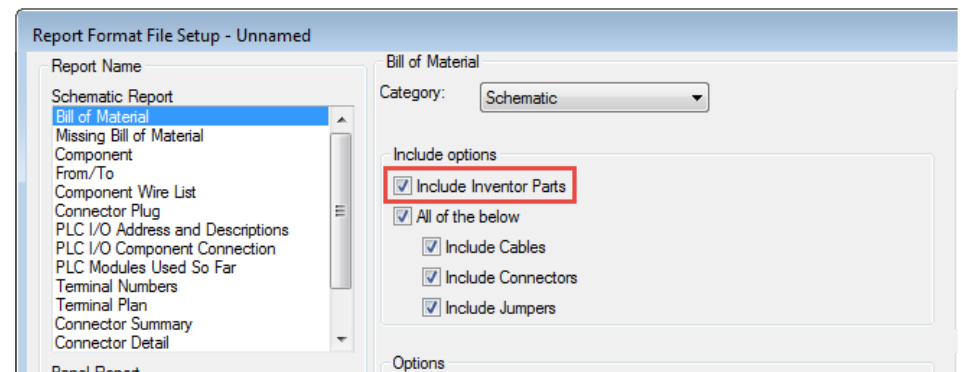 Report Format File Setup - Unnamed
Report Name
Schematic Report
Bill of Material
Missing Bill of Material
Component
From/To
Component Wire List
Connector Plug
PLC I/O Address and Descriptions
PLC I/O Component Connection
PLC Modules Used So Far
Terminal Numbers
Terminal Plan
Connector Summary
Connector Detail
Panel Report
Bill of Material
Category: Schematic
Include options
Include Inventor Parts
All of the below
Include Cables
Include Connectors
Include Jumpers
Options